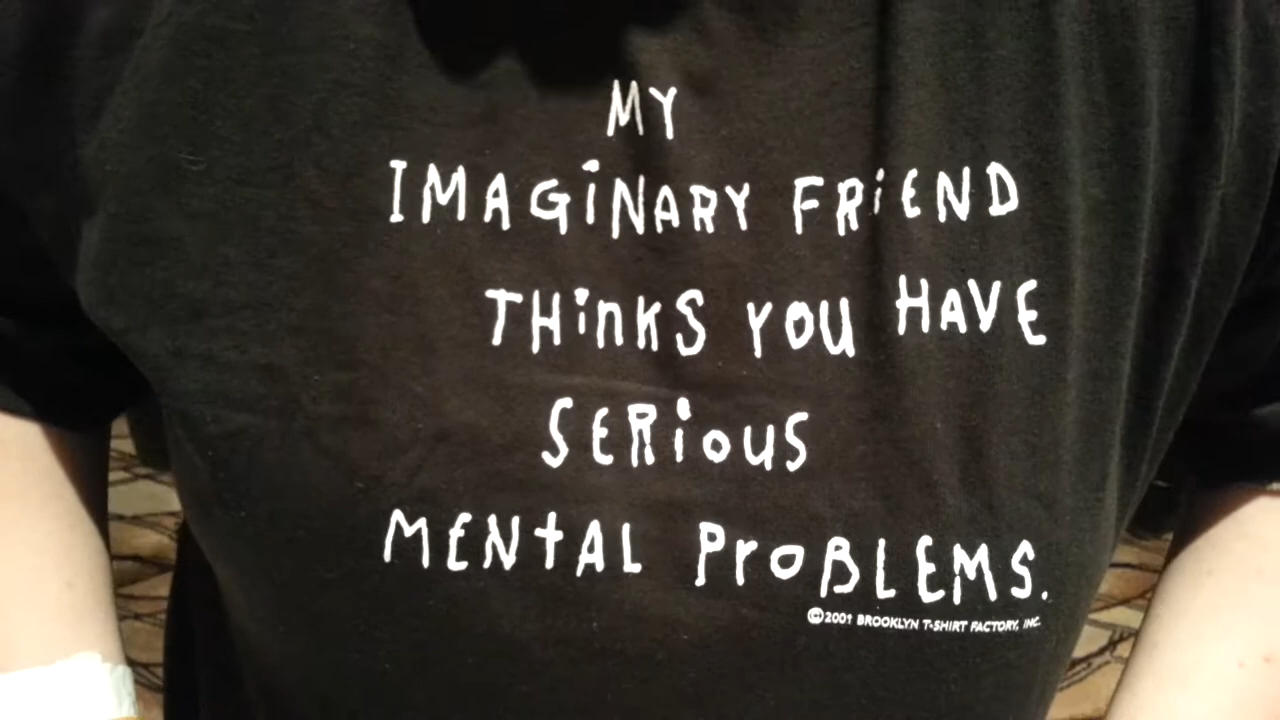 MY
IMAGiNARY FRiEND
THinKS YOU HAVE
SERiouS
MENtAL ProBLEMS.
©2001 BROOKLYN T-SHIRT FACTORY, INC.